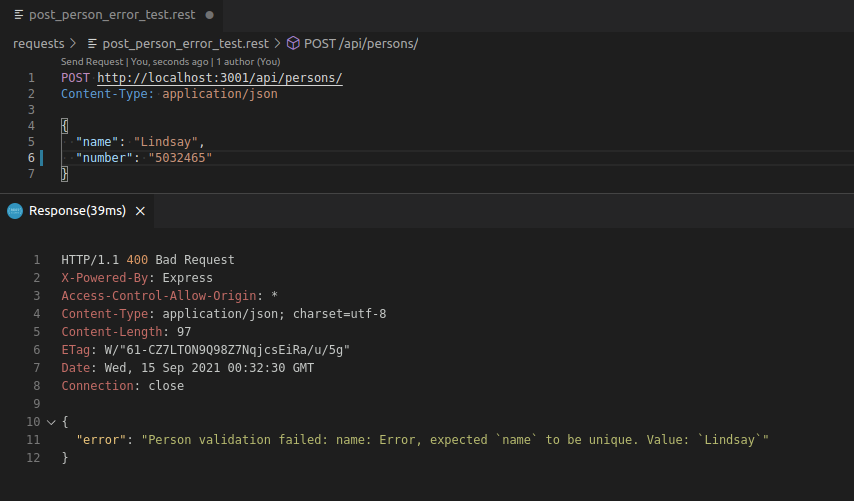 post_person_error_test.rest
requests > post_person_error_test.rest > POST /api/persons/
Send Request | You, seconds ago | 1 author (You)
1 POST http://localhost:3001/api/persons/
2 Content-Type: application/json
3
4 {
5 "name": "Lindsay",
6 "number": "5032465"
7 }
Response(39ms) ×
1 HTTP/1.1 400 Bad Request
2 X-Powered-By: Express
3 Access-Control-Allow-Origin: *
4 Content-Type: application/json; charset=utf-8
5 Content-Length: 97
6 ETag: W/"61-CZ7LTON9Q98Z7NqjcsEiRa/u/5g"
7 Date: Wed, 15 Sep 2021 00:32:30 GMT
8 Connection: close
9
10 {
11 "error": "Person validation failed: name: Error, expected `name` to be unique. Value: `Lindsay`"
12 }